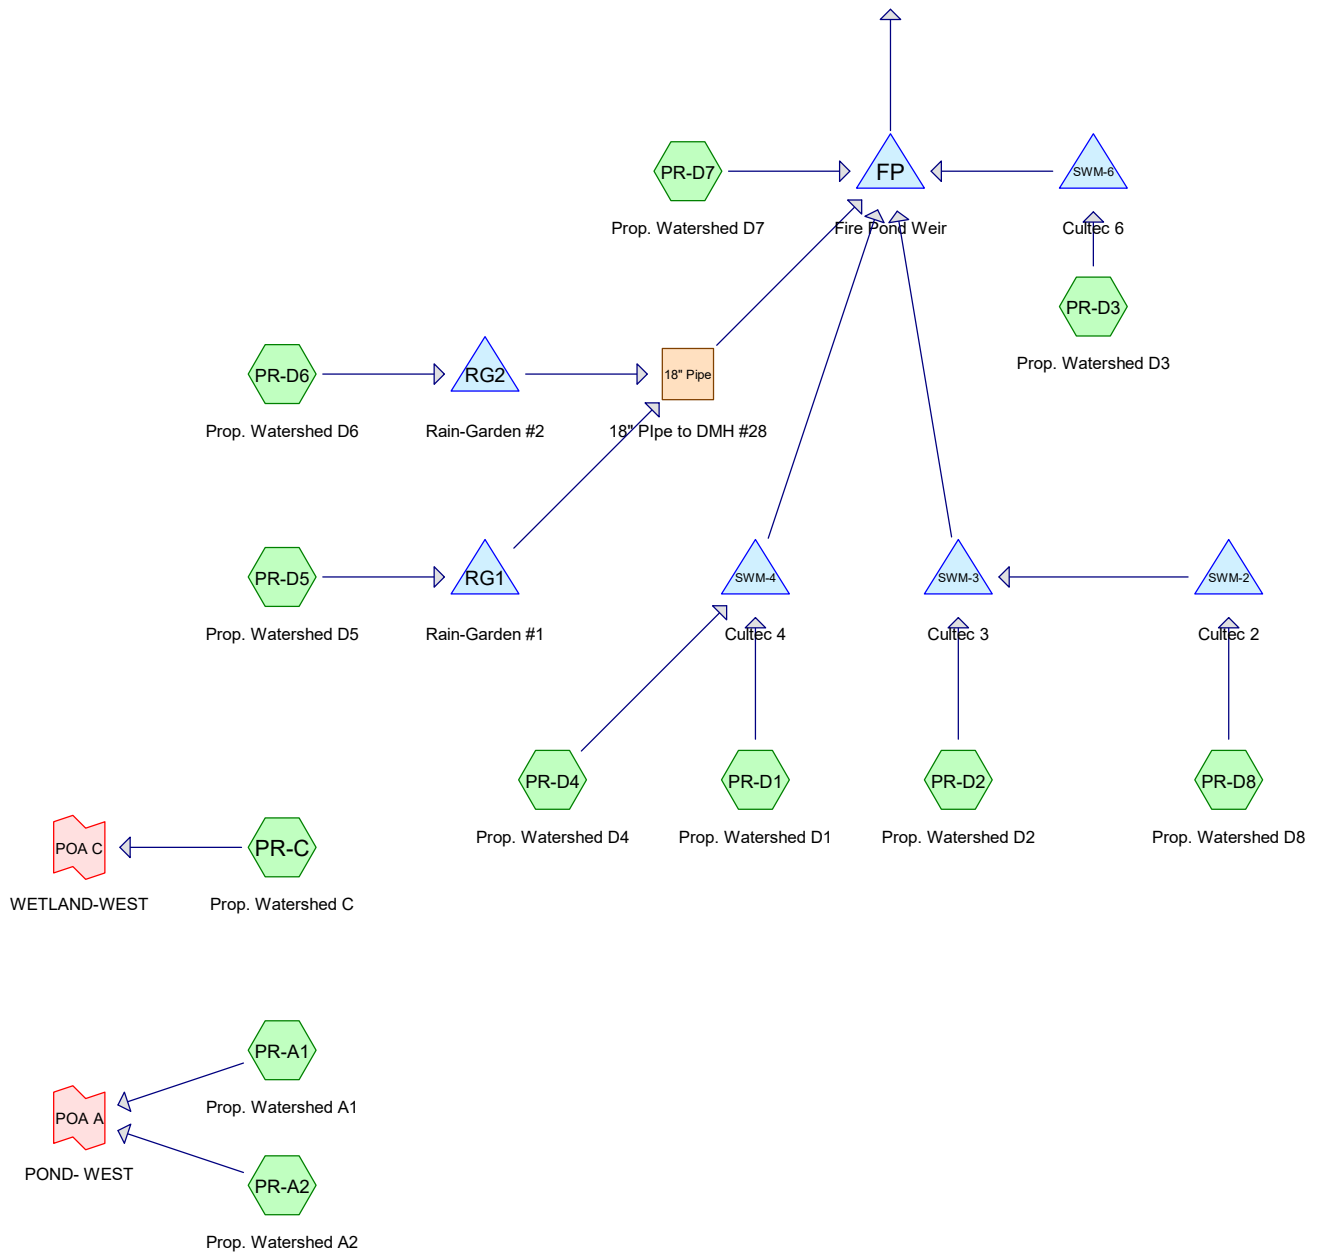 PR-D7
FP
SWM-6
Prop. Watershed D7
Fire Pond Weir
Cultec 6
PR-D3
Prop. Watershed D3
PR-D6
RG2
18" Pipe
Prop. Watershed D6
Rain-Garden #2
18" PIpe to DMH #28
PR-D5
RG1
SWM-4
SWM-3
SWM-2
Prop. Watershed D5
Rain-Garden #1
Cultec 4
Cultec 3
Cultec 2
PR-D4
PR-D1
PR-D2
PR-D8
Prop. Watershed D4
Prop. Watershed D1
Prop. Watershed D2
Prop. Watershed D8
POA C
PR-C
WETLAND-WEST
Prop. Watershed C
PR-A1
Prop. Watershed A1
POA A
POND- WEST
PR-A2
Prop. Watershed A2